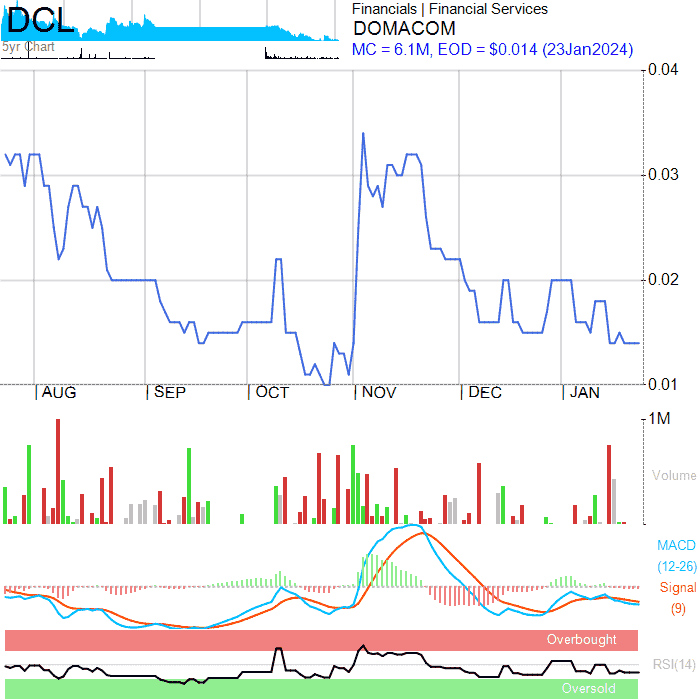 DCL
5yr Chart
Financials | Financial Services
DOMACOM
MC = 6.1M, EOD = $0.014 (23Jan2024)
0.04
0.03
0.02
0.01
| AUG | SEP | OCT | NOV | DEC | JAN
1M
Volume
MACD
(12-26)
Signal
(9)
Overbought
RSI(14)
Oversold